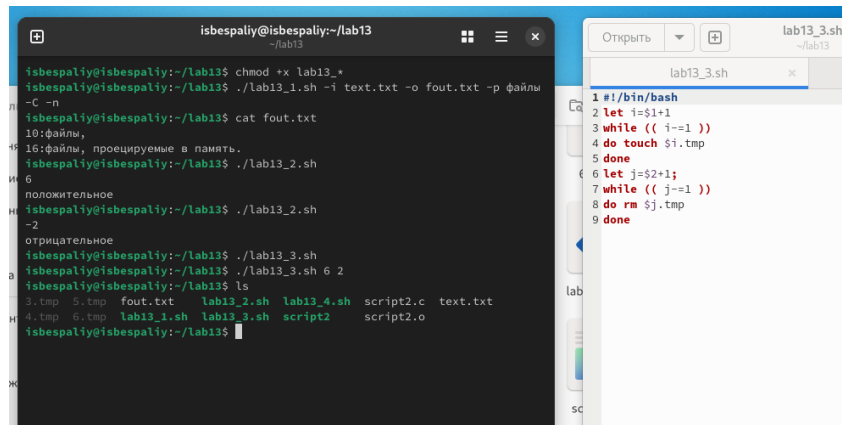 isbespaliy@isbespaliy:~/lab13
~/lab13
isbespaliy@isbespaliy:~/lab13$ chmod +x lab13_*
isbespaliy@isbespaliy:~/lab13$ ./lab13_1.sh -i text.txt -o fout.txt -p файлы
-C -n
isbespaliy@isbespaliy:~/lab13$ cat fout.txt
10:файлы,
16:файлы, проецируемые в память.
isbespaliy@isbespaliy:~/lab13$ ./lab13_2.sh
6
положительное
isbespaliy@isbespaliy:~/lab13$ ./lab13_2.sh
-2
отрицательное
isbespaliy@isbespaliy:~/lab13$ ./lab13_3.sh
isbespaliy@isbespaliy:~/lab13$ ./lab13_3.sh 6 2
isbespaliy@isbespaliy:~/lab13$ ls
3.tmp 5.tmp fout.txt lab13_2.sh lab13_4.sh script2.c text.txt
4.tmp 6.tmp lab13_1.sh lab13_3.sh script2 script2.o
isbespaliy@isbespaliy:~/lab13$
lab
sc
Открыть
lab13_3.sh
~/lab13
lab13_3.sh
1 #!/bin/bash
2 let i=$1+1
3 while (( i-=1 ))
4 do touch $i.tmp
5 done
6 let j=$2+1;
7 while (( j-=1 ))
8 do rm $j.tmp
9 done